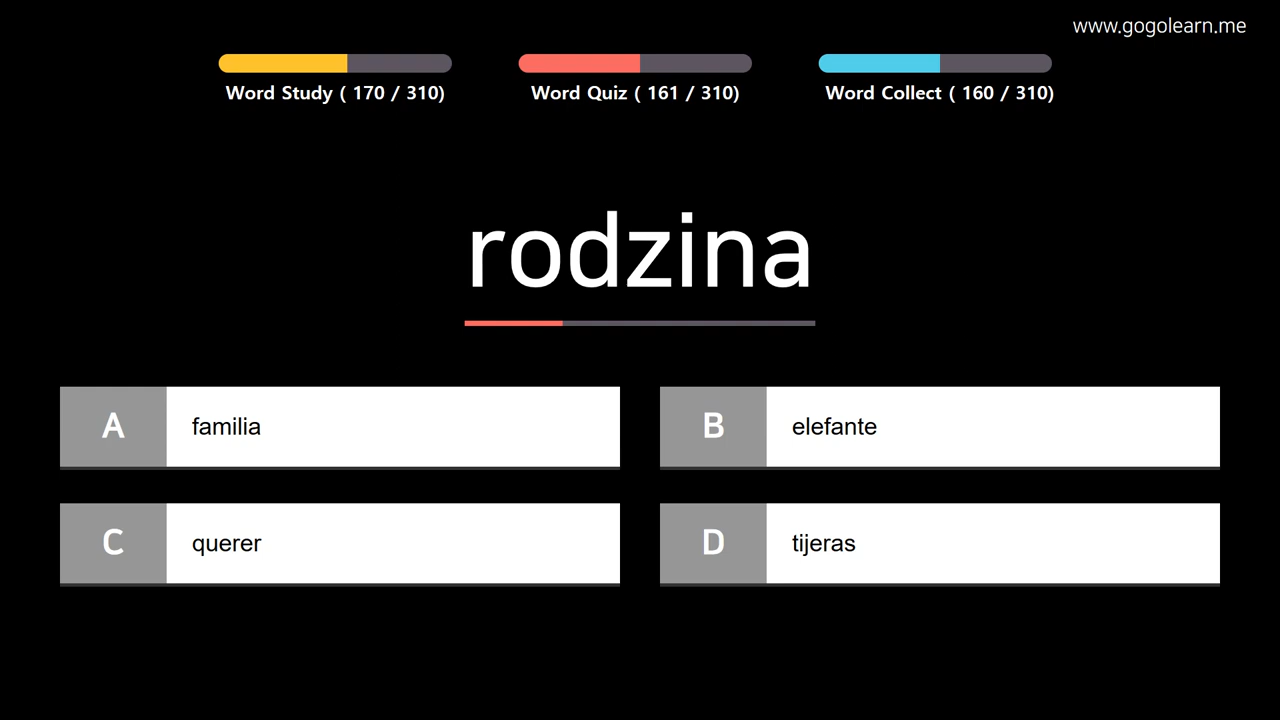 www.gogolearn.me
Word Study ( 170 / 310)
Word Quiz ( 161 / 310)
Word Collect ( 160 / 310)
rodzina
A familia
B elefante
C querer
D tijeras